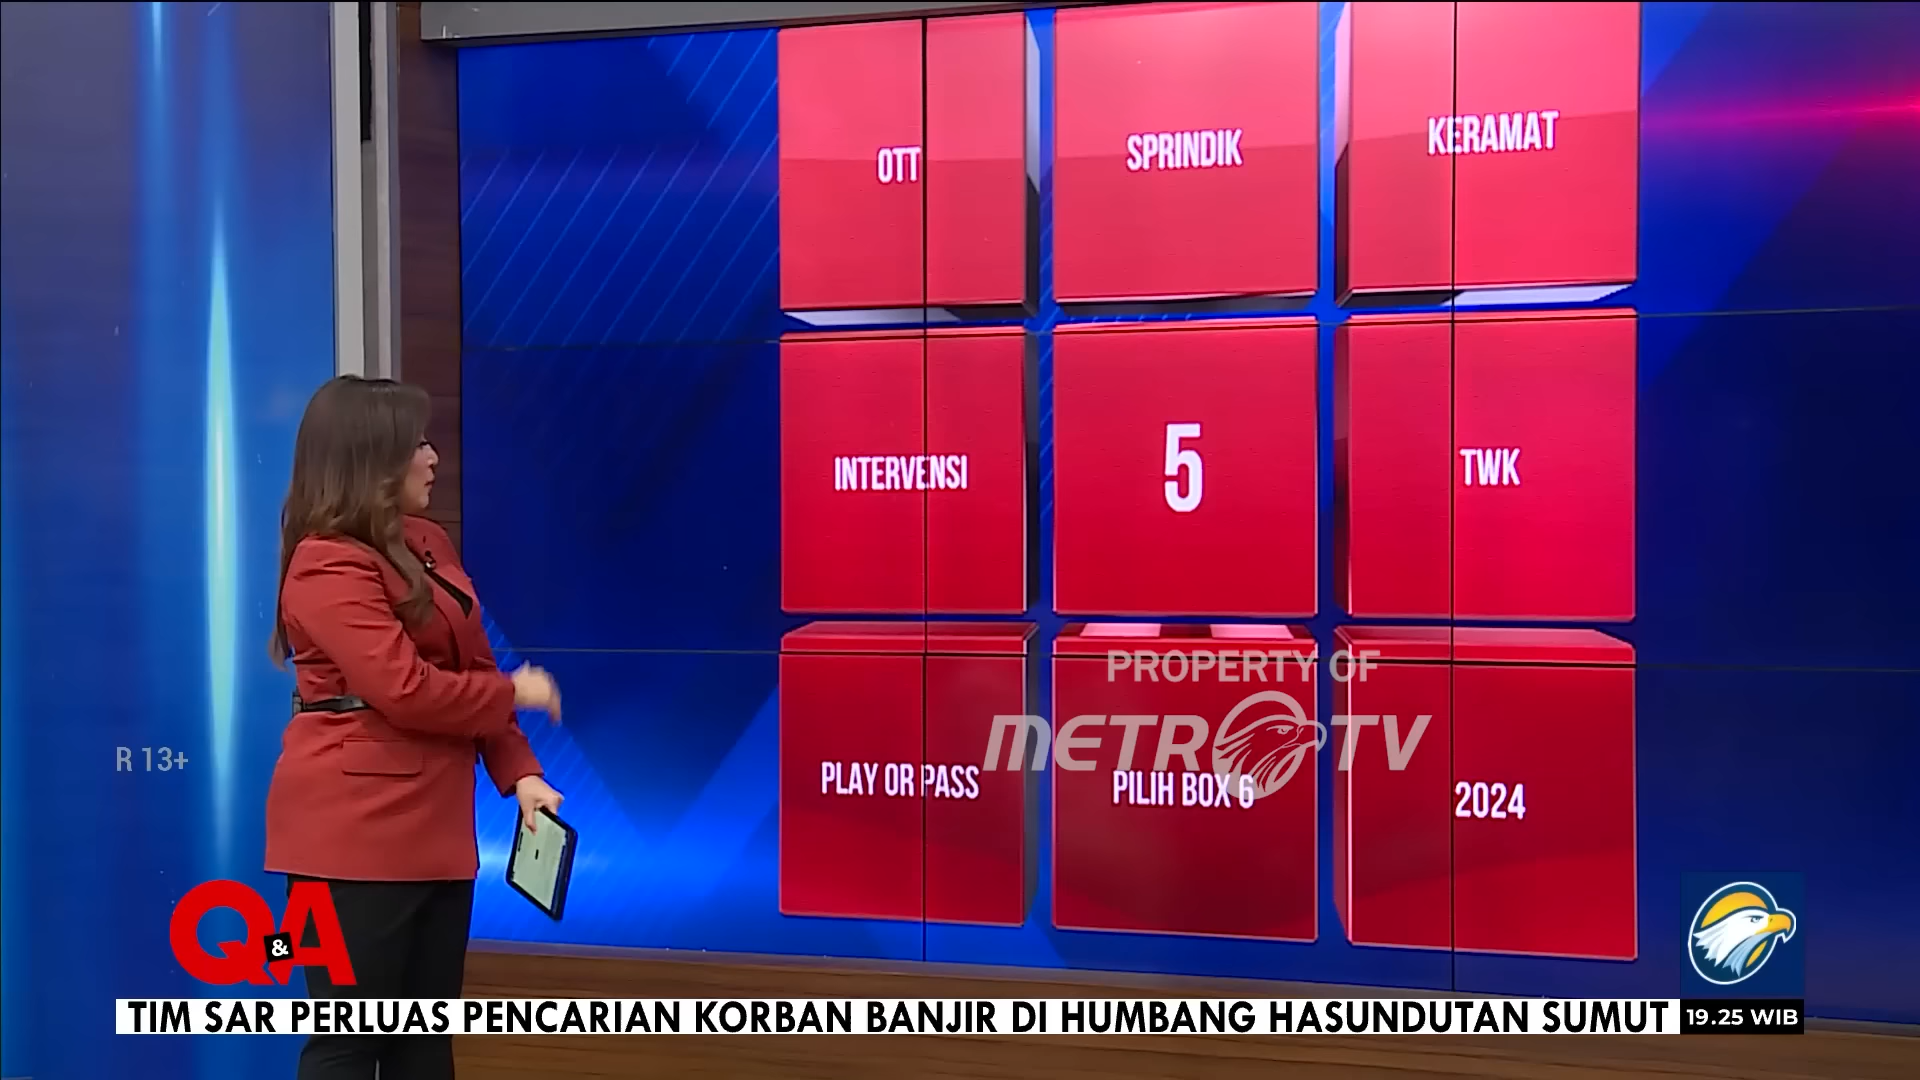 OTT
SPRINDIK
KERAMAT
INTERVENSI
5
TWK
PROPERTY OF
METRO TV
PLAY OR PASS
PILIH BOX 6
2024
R 13+
Q&A
TIM SAR PERLUAS PENCARIAN KORBAN BANJIR DI HUMBANG HASUNDUTAN SUMUT
19.25 WIB